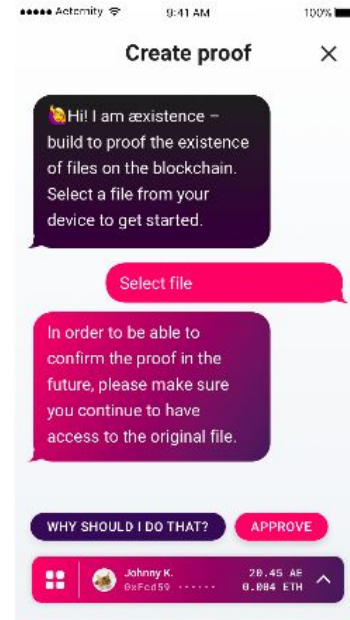 ●●●●● Aeternity 9:41 AM 100%
Create proof
🙋Hi! I am æxistence –
build to proof the existence
of files on the blockchain.
Select a file from your
device to get started.
Select file
In order to be able to
confirm the proof in the
future, please make sure
you continue to have
access to the original file.
WHY SHOULD I DO THAT? APPROVE
Johnny K. 20.45 AE
0xFcd59 ······ 0.004 ETH